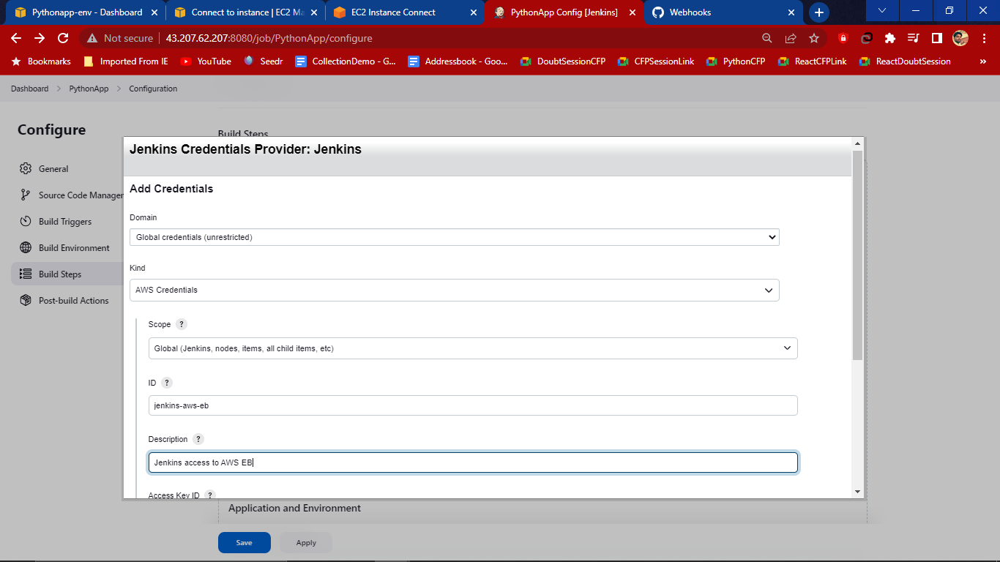 Pythonapp-env - Dashboard
Connect to instance | EC2 Ma
EC2 Instance Connect
PythonApp Config [Jenkins]
Webhooks
Not secure
43.207.62.207:8080/job/PythonApp/configure
Bookmarks
Imported From IE
YouTube
Seedr
CollectionDemo - G...
Addressbook - Goo...
DoubtSessionCFP
CFPSessionLink
PythonCFP
ReactCFPLink
ReactDoubtSession
»
Dashboard > PythonApp > Configuration
Configure
General
Source Code Manager
Build Triggers
Build Environment
Build Steps
Post-build Actions
Build Steps
Jenkins Credentials Provider: Jenkins
Add Credentials
Domain
Global credentials (unrestricted)
Kind
AWS Credentials
Scope ?
Global (Jenkins, nodes, items, all child items, etc)
ID ?
jenkins-aws-eb
Description ?
Jenkins access to AWS EB
Access Key ID ?
Application and Environment
Save
Apply